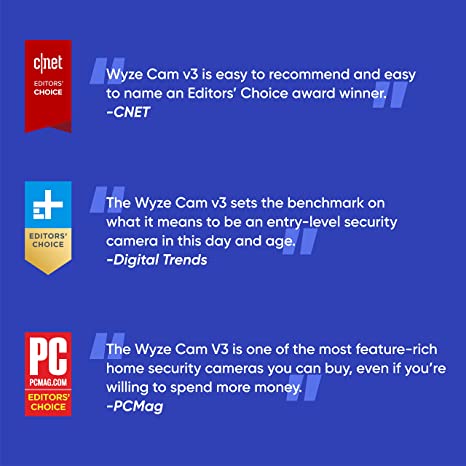 c|net
EDITORS'
CHOICE
Wyze Cam v3 is easy to recommend and easy
to name an Editors' Choice award winner.
-CNET
EDITORS'
CHOICE
The Wyze Cam v3 sets the benchmark on
what it means to be an entry-level security
camera in this day and age.
-Digital Trends
PC
PCMAG.COM
EDITORS'
CHOICE
The Wyze Cam V3 is one of the most feature-rich
home security cameras you can buy, even if you're
willing to spend more money.
-PCMag